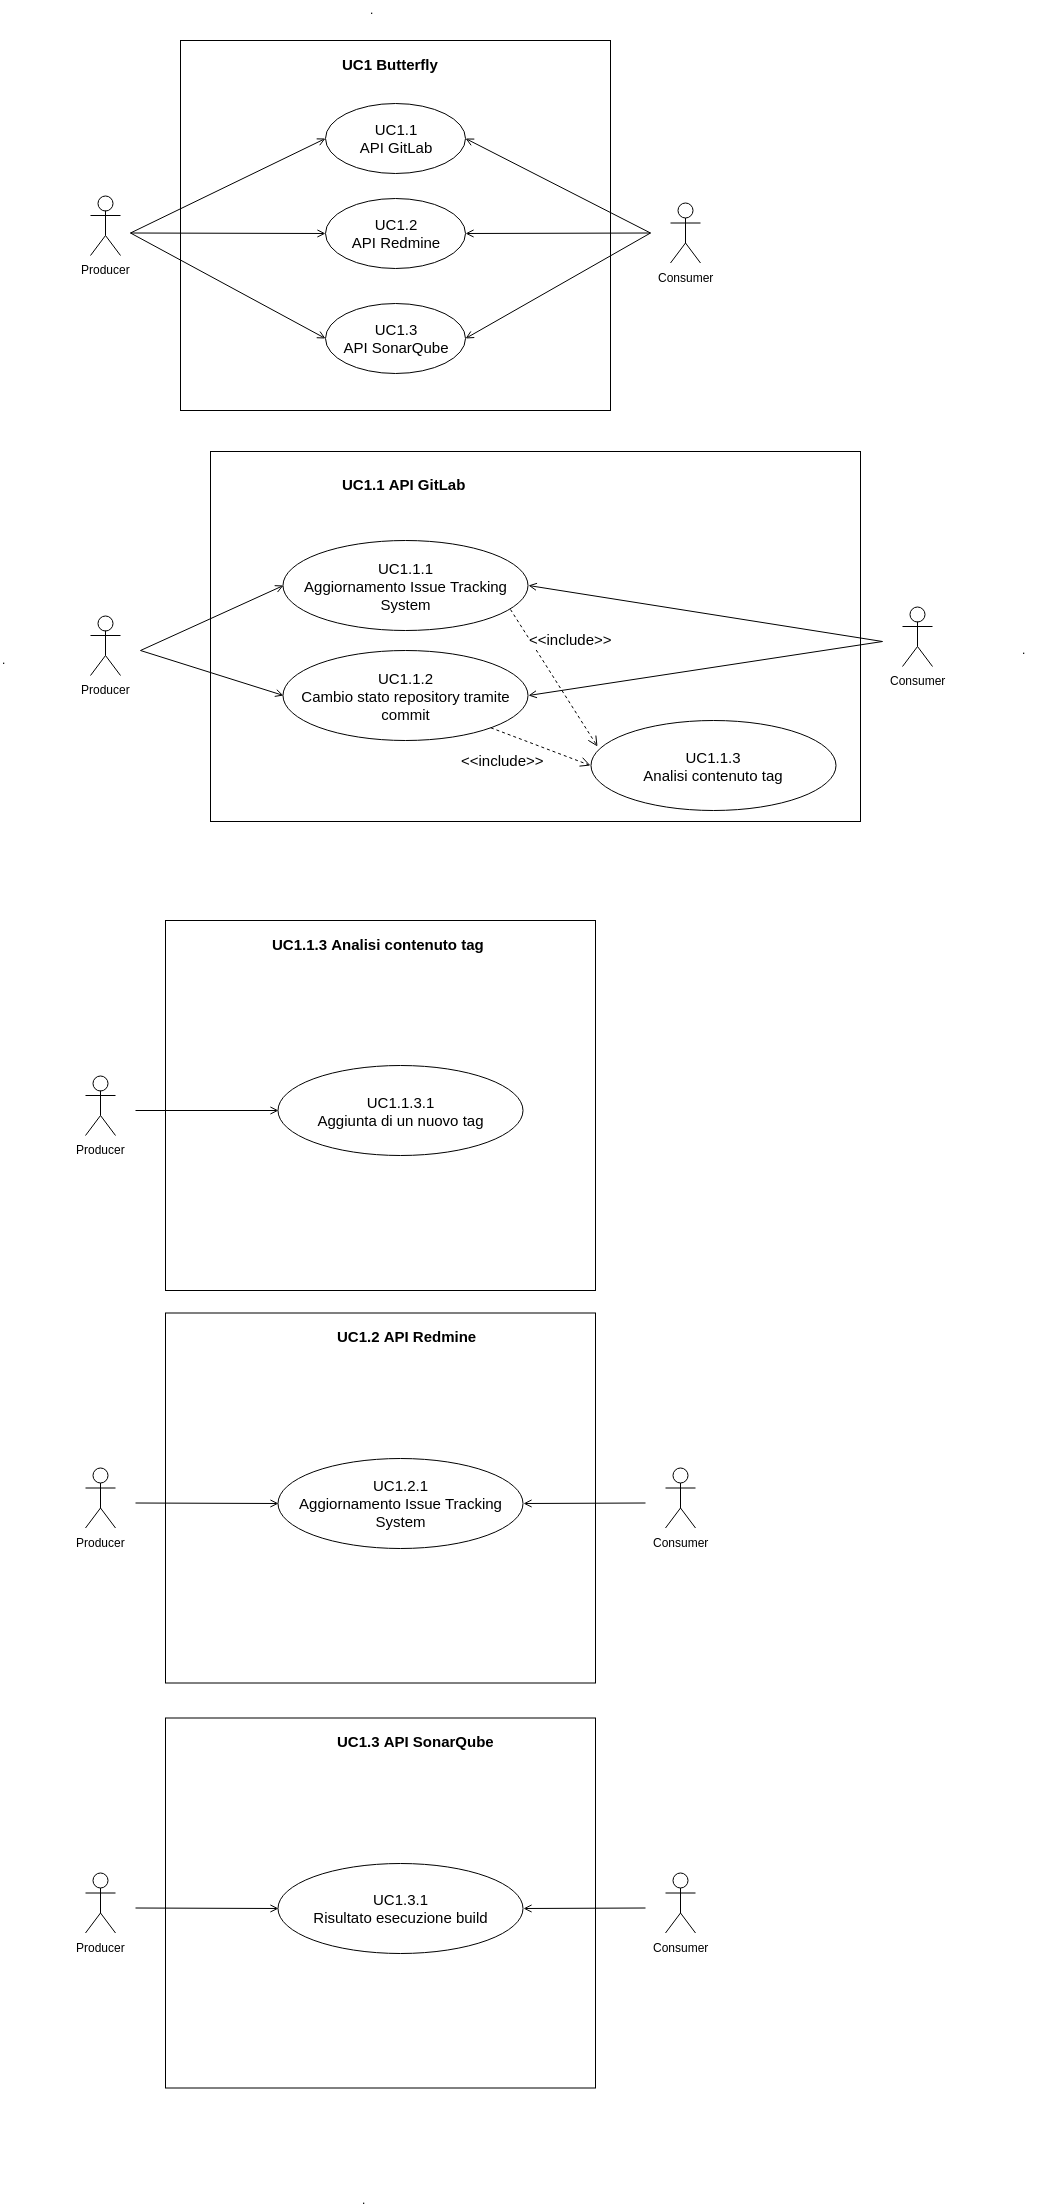 UC1 Butterfly
UC1.1
API GitLab
UC1.2
API Redmine
Producer
Consumer
UC1.3
API SonarQube
UC1.1 API GitLab
UC1.1.1
Aggiornamento Issue Tracking
System
<<include>>
Producer
Consumer
UC1.1.2
Cambio stato repository tramite
commit
<<include>>
UC1.1.3
Analisi contenuto tag
UC1.1.3 Analisi contenuto tag
UC1.1.3.1
Aggiunta di un nuovo tag
Producer
UC1.2 API Redmine
UC1.2.1
Aggiornamento Issue Tracking
System
Producer
Consumer
UC1.3 API SonarQube
UC1.3.1
Risultato esecuzione build
Producer
Consumer